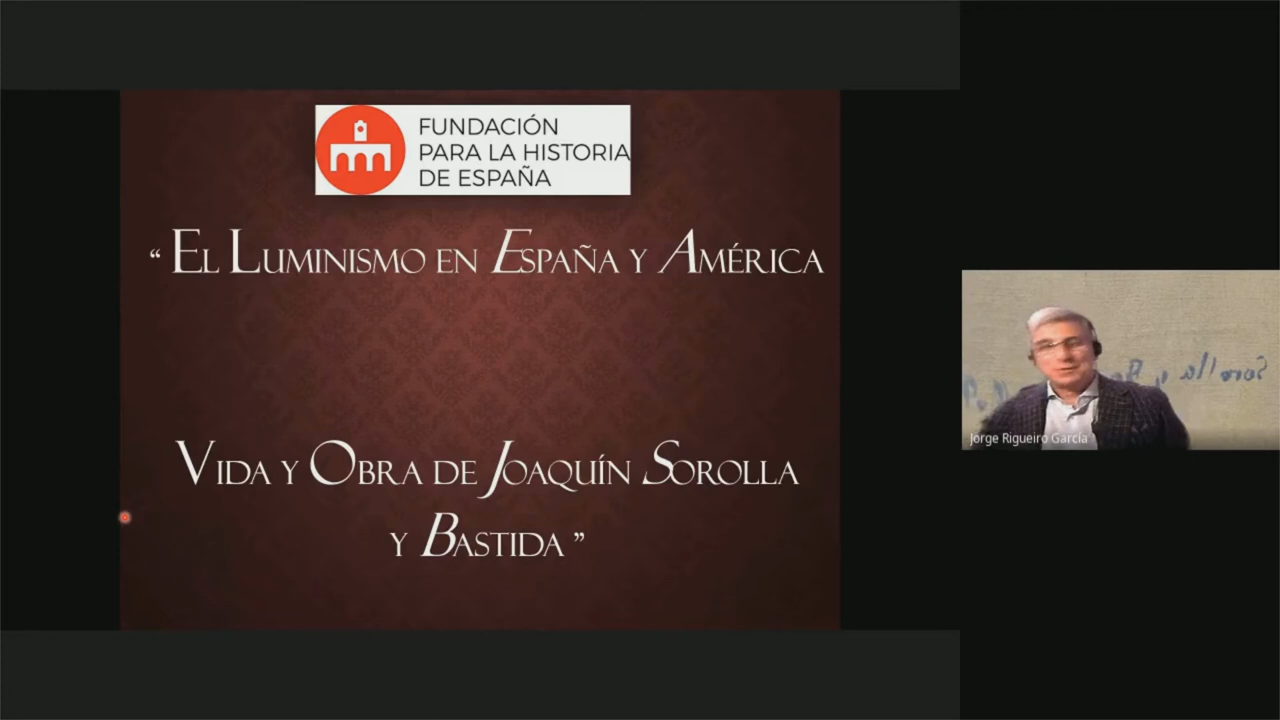 FUNDACIÓN
PARA LA HISTORIA
DE ESPAÑA
“ El Luminismo en España y América
Vida y Obra de Joaquín Sorolla
y Bastida ”
Jorge Rigueiro García